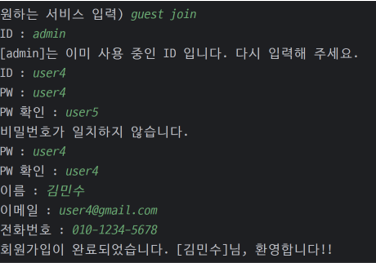 원하는 서비스 입력) guest join
ID : admin
[admin]는 이미 사용 중인 ID 입니다. 다시 입력해 주세요.
ID : user4
PW : user4
PW 확인 : user5
비밀번호가 일치하지 않습니다.
PW : user4
PW 확인 : user4
이름 : 김민수
이메일 : user4@gmail.com
전화번호 : 010-1234-5678
회원가입이 완료되었습니다. [김민수]님, 환영합니다!!